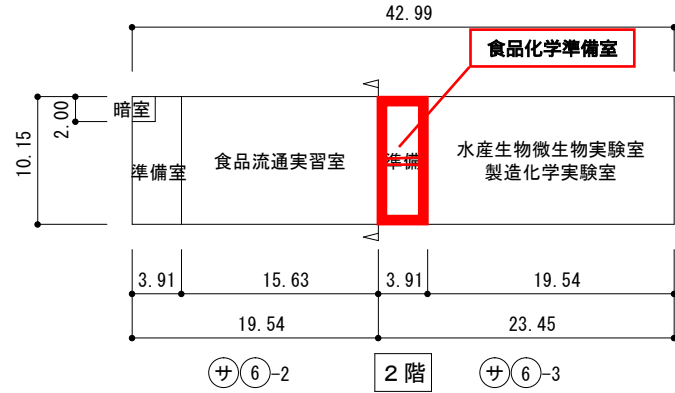 42.99
食品化学準備室
2.00
10.15
暗室
準備室
食品流通実習室
準備
水産生物微生物実験室
製造化学実験室
3.91
15.63
3.91
19.54
19.54
23.45
サ6-2
2階
サ6-3